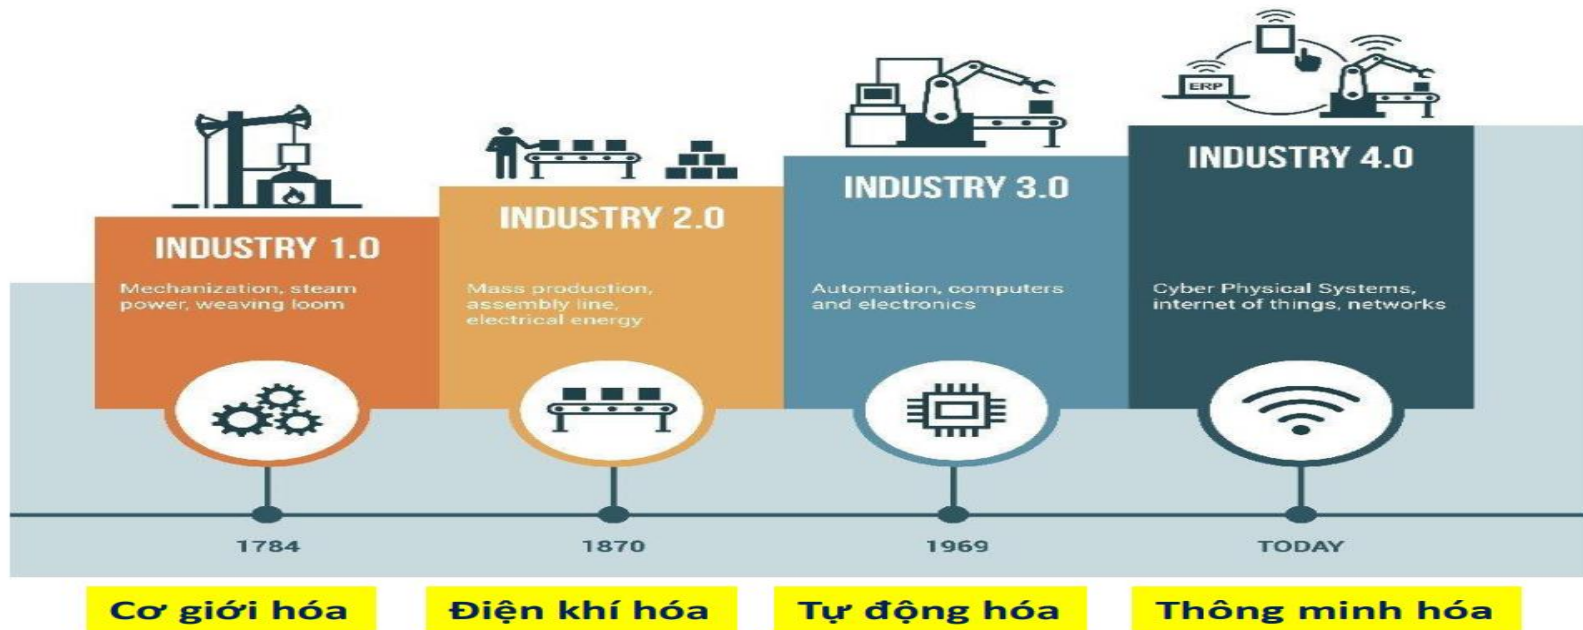 ERP
INDUSTRY 1.0
Mechanization, steam
power, weaving loom
INDUSTRY 2.0
Mass production,
assembly line,
electrical energy
INDUSTRY 3.0
Automation, computers
and electronics
INDUSTRY 4.0
Cyber Physical Systems,
internet of things, networks
1784
1870
1969
TODAY
Cơ giới hóa
Điện khí hóa
Tự động hóa
Thông minh hóa